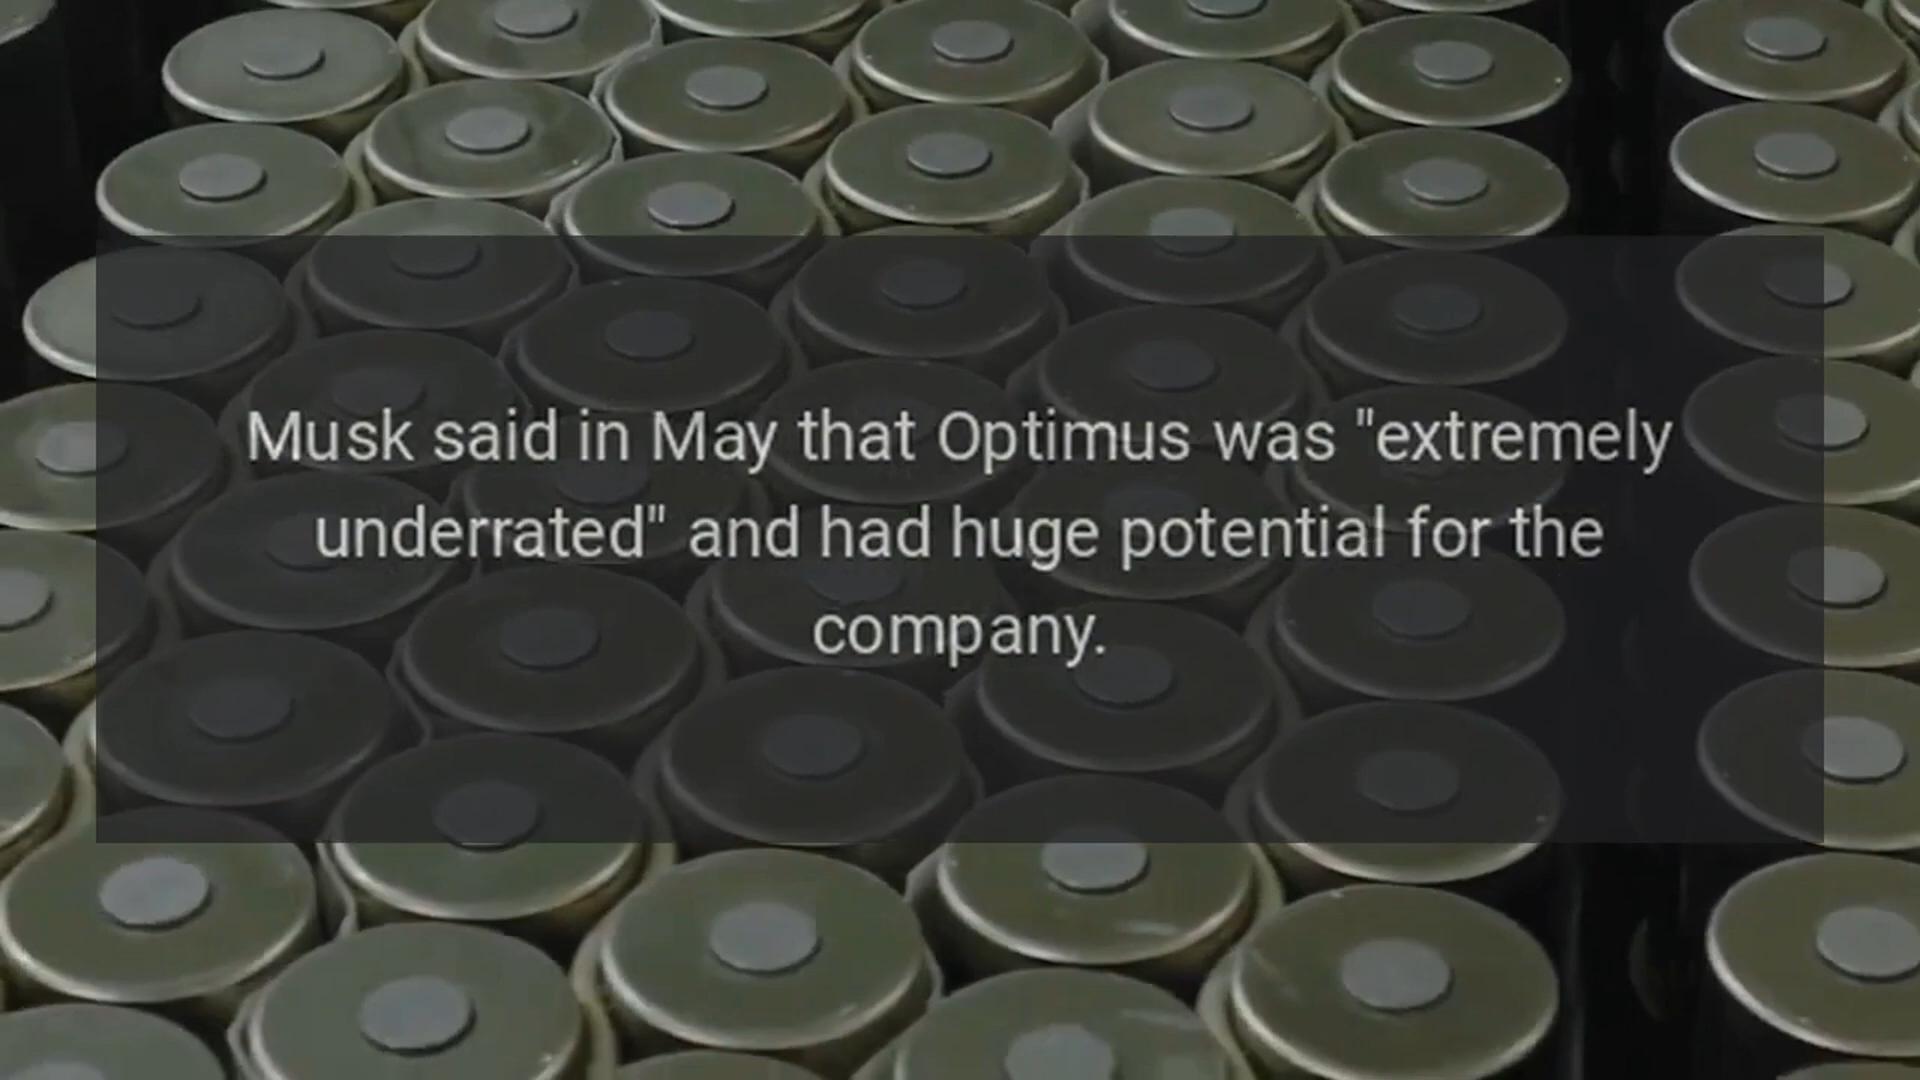 Musk said in May that Optimus was "extremely
underrated" and had huge potential for the
company.